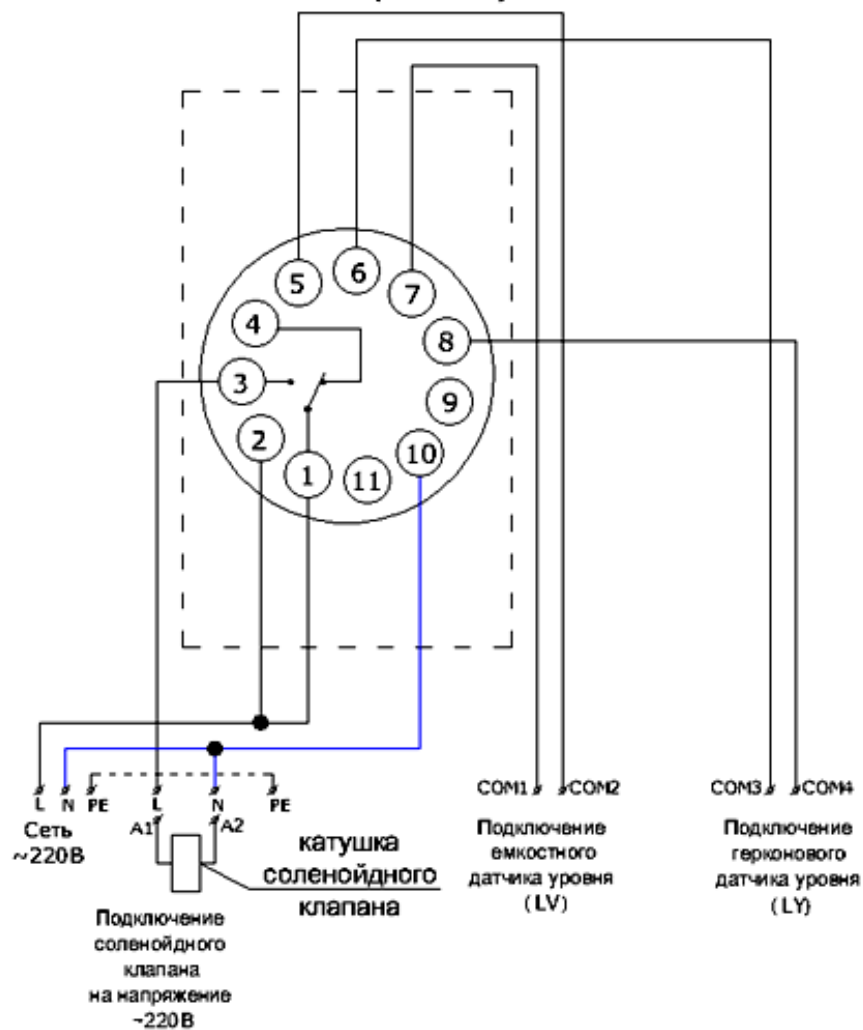 5
6
7
4
8
3
9
2
10
1
11
L N PE L N PE
A1 A2
Сеть
~220В
катушка
соленойдного
клапана
Подключение
соленойдного
клапана
на напряжение
~220В
COM1 COM2
Подключение
емкостного
датчика уровня
(LV)
COM3 COM4
Подключение
герконового
датчика уровня
(LY)